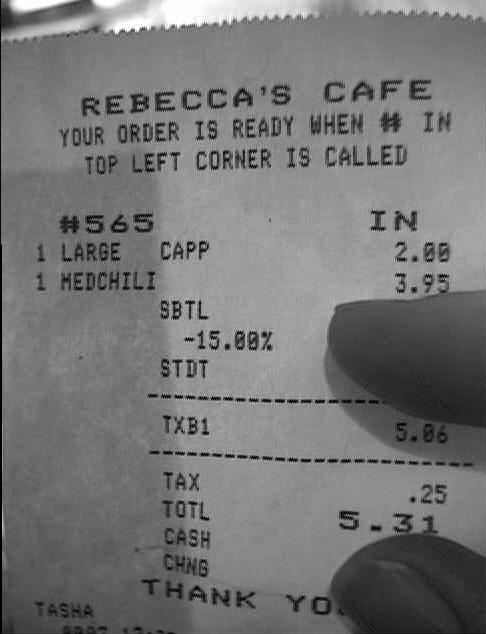 REBECCA'S CAFE
YOUR ORDER IS READY WHEN # IN
TOP LEFT CORNER IS CALLED
#565 IN
1 LARGE CAPP 2.00
1 MEDCHILI 3.95
SBTL
-15.00%
STDT
TXB1 5.06
TAX .25
TOTL 5.31
CASH
CHNG
THANK
TASHA